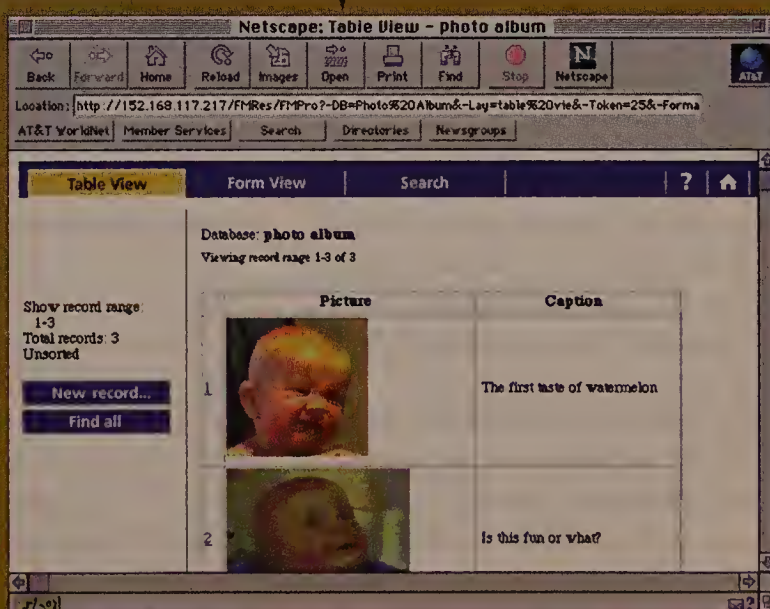 Netscape: Table View - photo album
Back Forward Home Reload Images Open Print Find Stop Netscape
N
AT&T
Location: http://152.168.117.217/FMRes/FMPro?-DB=Photo%20Album&-Lay=table%20vie&-Token=25&-Forma
AT&T WorldNet Member Services Search Directories Newsgroups
Table View Form View Search ?
Database: photo album
Viewing record range 1-3 of 3
Show record range:
1-3
Total records: 3
Unsorted
New record...
Find all
Picture Caption
1 The first taste of watermelon
2 Is this fun or what?